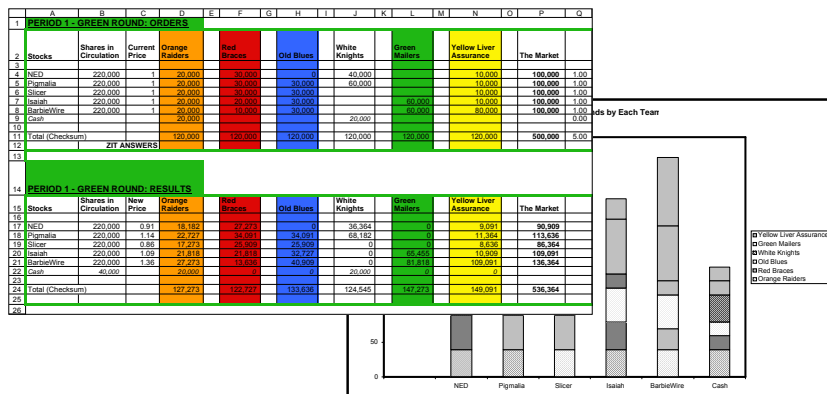 A B C D E F G H I J K L M N O P Q
1 PERIOD 1 - GREEN ROUND: ORDERS
2 Stocks Shares in Circulation Current Price Orange Raiders Red Braces Old Blues White Knights Green Mailers Yellow Liver Assurance The Market
3
4 NED 220,000 1 20,000 30,000 0 40,000 10,000 100,000 1.00
5 Pigmalia 220,000 1 20,000 30,000 30,000 60,000 10,000 100,000 1.00
6 Slicer 220,000 1 20,000 30,000 30,000 10,000 100,000 1.00
7 Isaiah 220,000 1 20,000 30,000 30,000 60,000 10,000 100,000 1.00
8 BarbieWire 220,000 1 20,000 10,000 30,000 60,000 80,000 100,000 1.00
9 Cash 20,000 20,000 0.00
10
11 Total (Checksum) 120,000 120,000 120,000 120,000 120,000 120,000 500,000 5.00
12 ZIT ANSWERS
13
14 PERIOD 1 - GREEN ROUND: RESULTS
15 Stocks Shares in Circulation New Price Orange Raiders Red Braces Old Blues White Knights Green Mailers Yellow Liver Assurance The Market
16
17 NED 220,000 0.91 18,182 27,273 0 36,364 0 9,091 90,909
18 Pigmalia 220,000 1.14 22,727 34,091 34,091 68,182 0 11,364 113,636
19 Slicer 220,000 0.86 17,273 25,909 25,909 0 0 8,636 86,364
20 Isaiah 220,000 1.09 21,818 21,818 32,727 0 65,455 10,909 109,091
21 BarbieWire 220,000 1.36 27,273 13,636 40,909 0 81,818 109,091 136,364
22 Cash 40,000 20,000 0 0 20,000 0 0
23
24 Total (Checksum) 127,273 122,727 133,636 124,545 147,273 149,091 536,364
25
26
ds by Each Team
Yellow Liver Assurance
Green Mailers
White Knights
Old Blues
Red Braces
Orange Raiders
50
0
NED Pigmalia Slicer Isaiah BarbieWire Cash